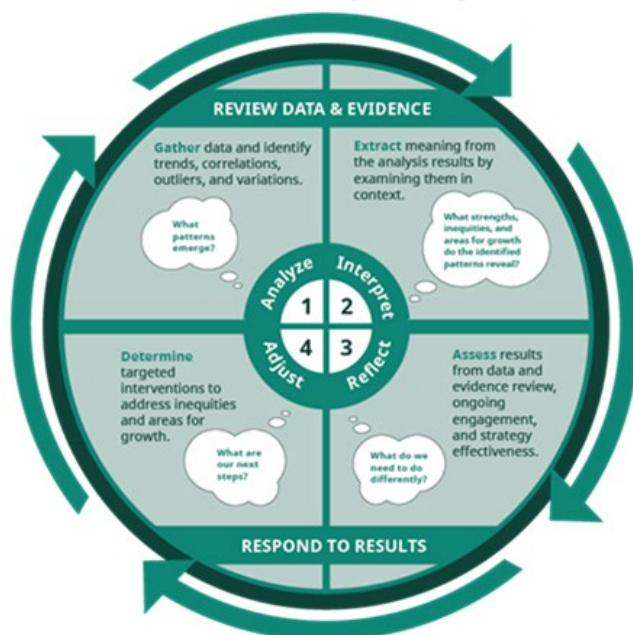 REVIEW DATA & EVIDENCE
Gather data and identify
trends, correlations,
outliers, and variations.
What
patterns
emerge?
Extract meaning from
the analysis results by
examining them in
context.
What strengths,
inequities, and
areas for growth
do the identified
patterns reveal?
Analyze
Interpret
1
2
4
3
Adjust
Reflect
Determine
targeted
interventions to
address inequities
and areas for
growth.
What are
our next
steps?
Assess results
from data and
evidence review,
ongoing
engagement,
and strategy
effectiveness.
What do we
need to do
differently?
RESPOND TO RESULTS